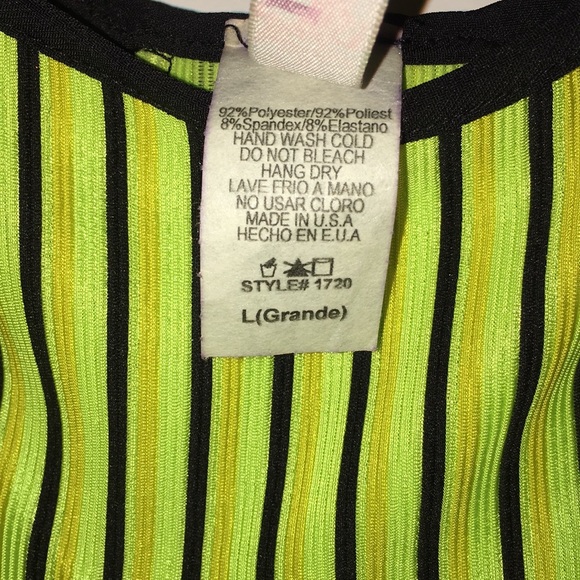 92%Polyester/92%Poliest
8%Spandex/8%Elastano
HAND WASH COLD
DO NOT BLEACH
HANG DRY
LAVE FRIO A MANO
NO USAR CLORO
MADE IN U.S.A
HECHO EN E.U.A
STYLE# 1720
L(Grande)